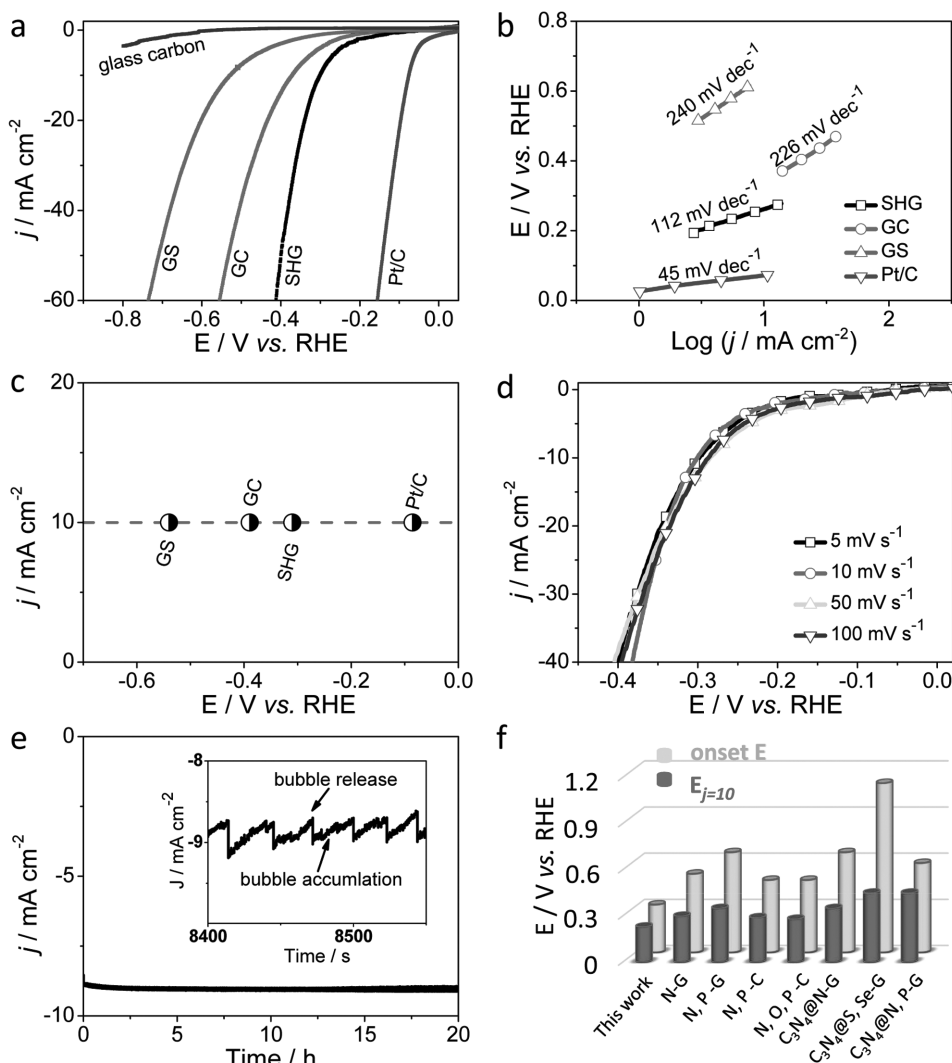 a
0
-20
-40
-60
j / mA cm⁻²
glass carbon
GS
GC
SHG
Pt/C
-0.8
-0.6
-0.4
-0.2
0.0
E / V vs. RHE
b
0.8
0.6
0.4
0.2
0.0
E / V vs. RHE
240 mV dec⁻¹
226 mV dec⁻¹
112 mV dec⁻¹
45 mV dec⁻¹
SHG
GC
GS
Pt/C
0
1
2
Log (j / mA cm⁻²)
c
20
15
10
5
0
j / mA cm⁻²
GS
GC
SHG
Pt/C
-0.6
-0.4
-0.2
0.0
E / V vs. RHE
d
0
-10
-20
-30
-40
j / mA cm⁻²
5 mV s⁻¹
10 mV s⁻¹
50 mV s⁻¹
100 mV s⁻¹
-0.4
-0.3
-0.2
-0.1
0.0
E / V vs. RHE
e
0
-5
-10
j / mA cm⁻²
-8
-9
J / mA cm⁻²
bubble release
bubble accumlation
8400
8500
Time / s
0
5
10
15
20
Time / h
f
onset E
E_{j=10}
1.2
0.9
0.6
0.3
0
E / V vs. RHE
This work
N-G
N, P -G
N, P -C
N, O, P -C
C₃N₄@N-G
C₃N₄@S, Se-G
C₃N₄@N, P-G